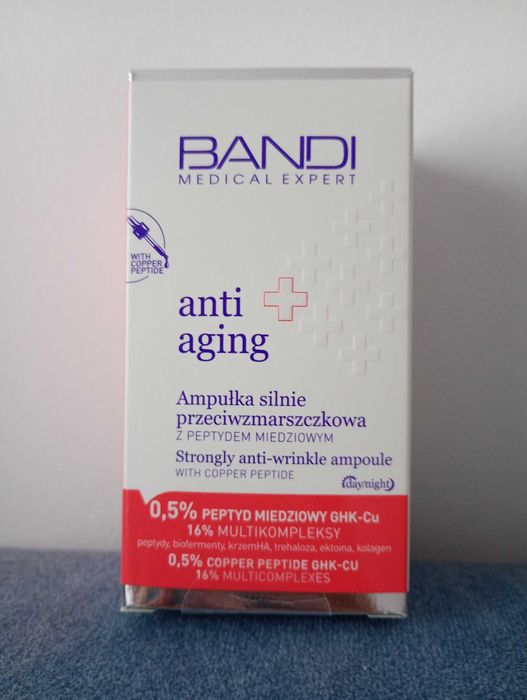 BANDI
MEDICAL EXPERT
WITH
COPPER
PEPTIDE
anti
aging
Ampułka silnie
przeciwzmarszczkowa
Z PEPTYDEM MIEDZIOWYM
Strongly anti-wrinkle ampoule
WITH COPPER PEPTIDE
day/night
0,5% PEPTYD MIEDZIOWY GHK-Cu
16% MULTIKOMPLEKSY
peptydy, biofermenty, krzemHA, trehaloza, ektoina, kolagen
0,5% COPPER PEPTIDE GHK-CU
16% MULTICOMPLEXES